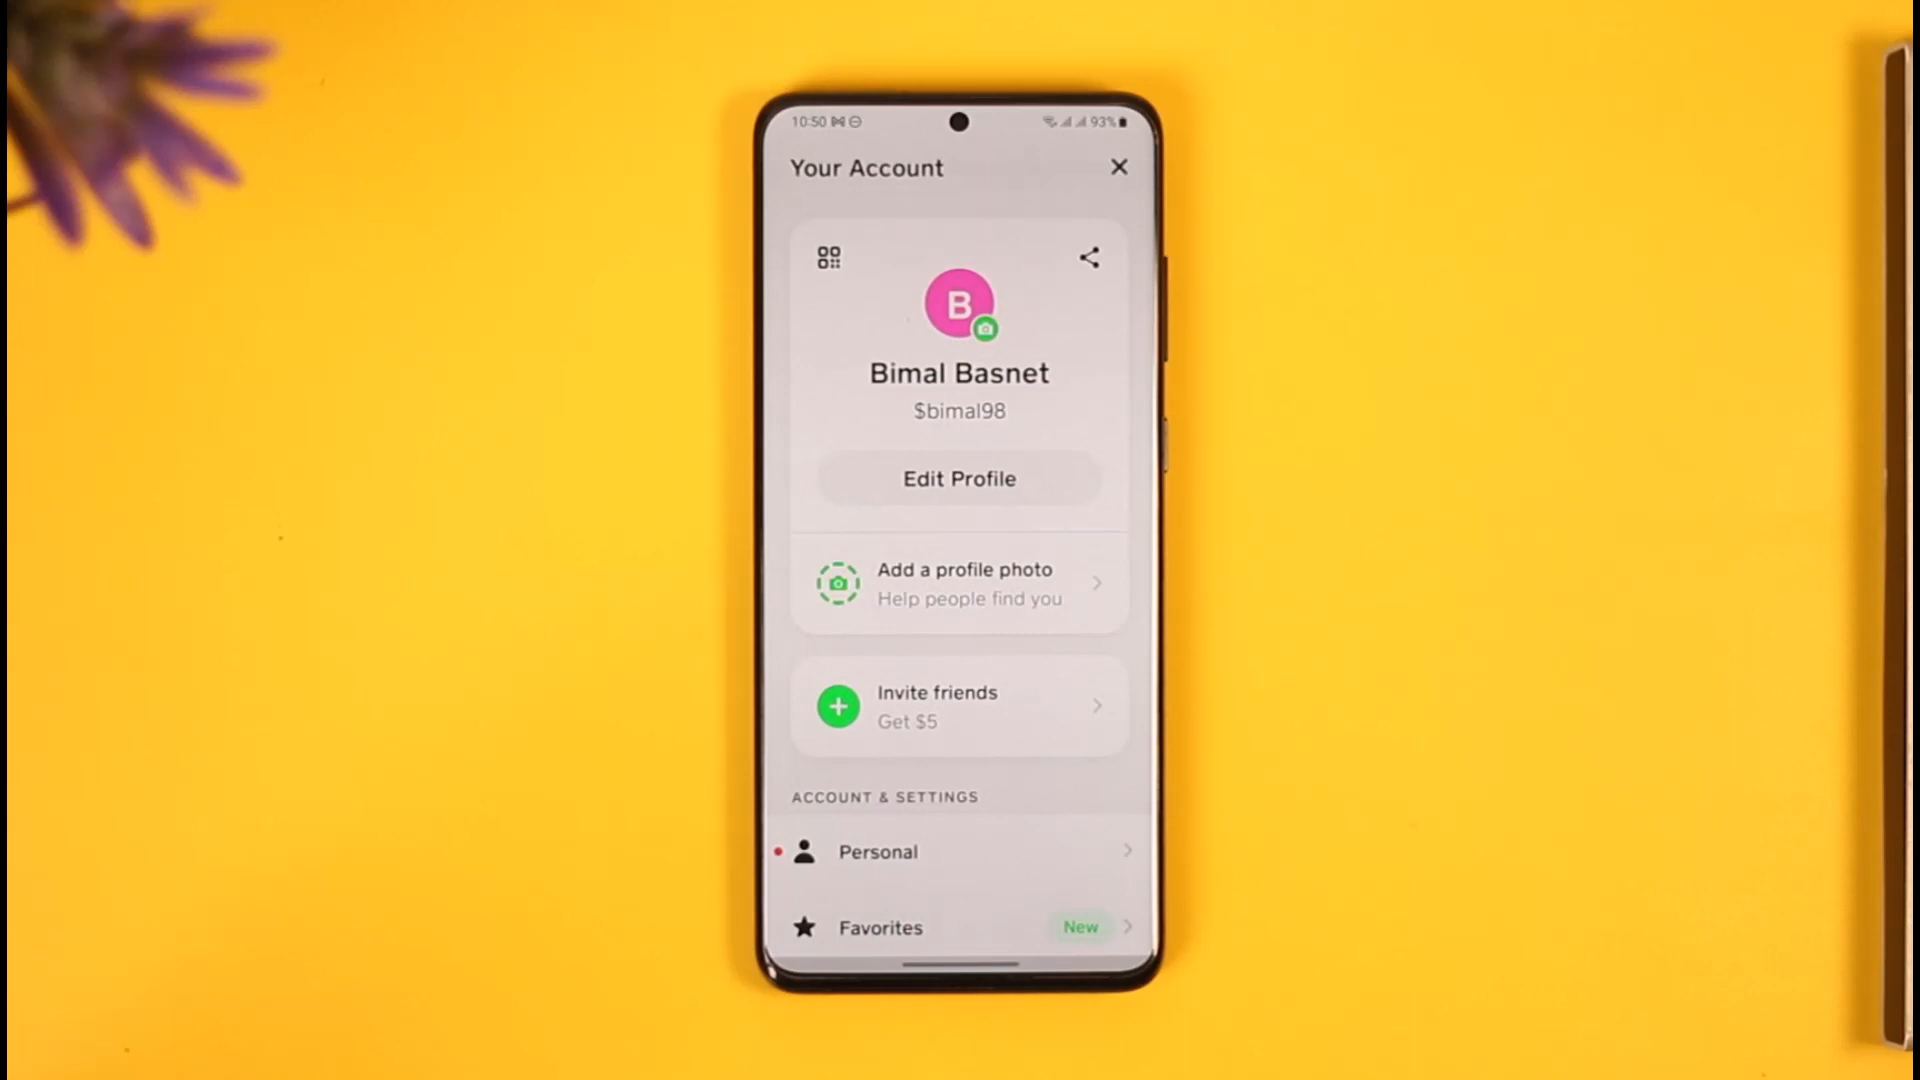 10:50 93%
Your Account
B
Bimal Basnet
$bimal98
Edit Profile
Add a profile photo
Help people find you
Invite friends
Get $5
ACCOUNT & SETTINGS
Personal
Favorites New